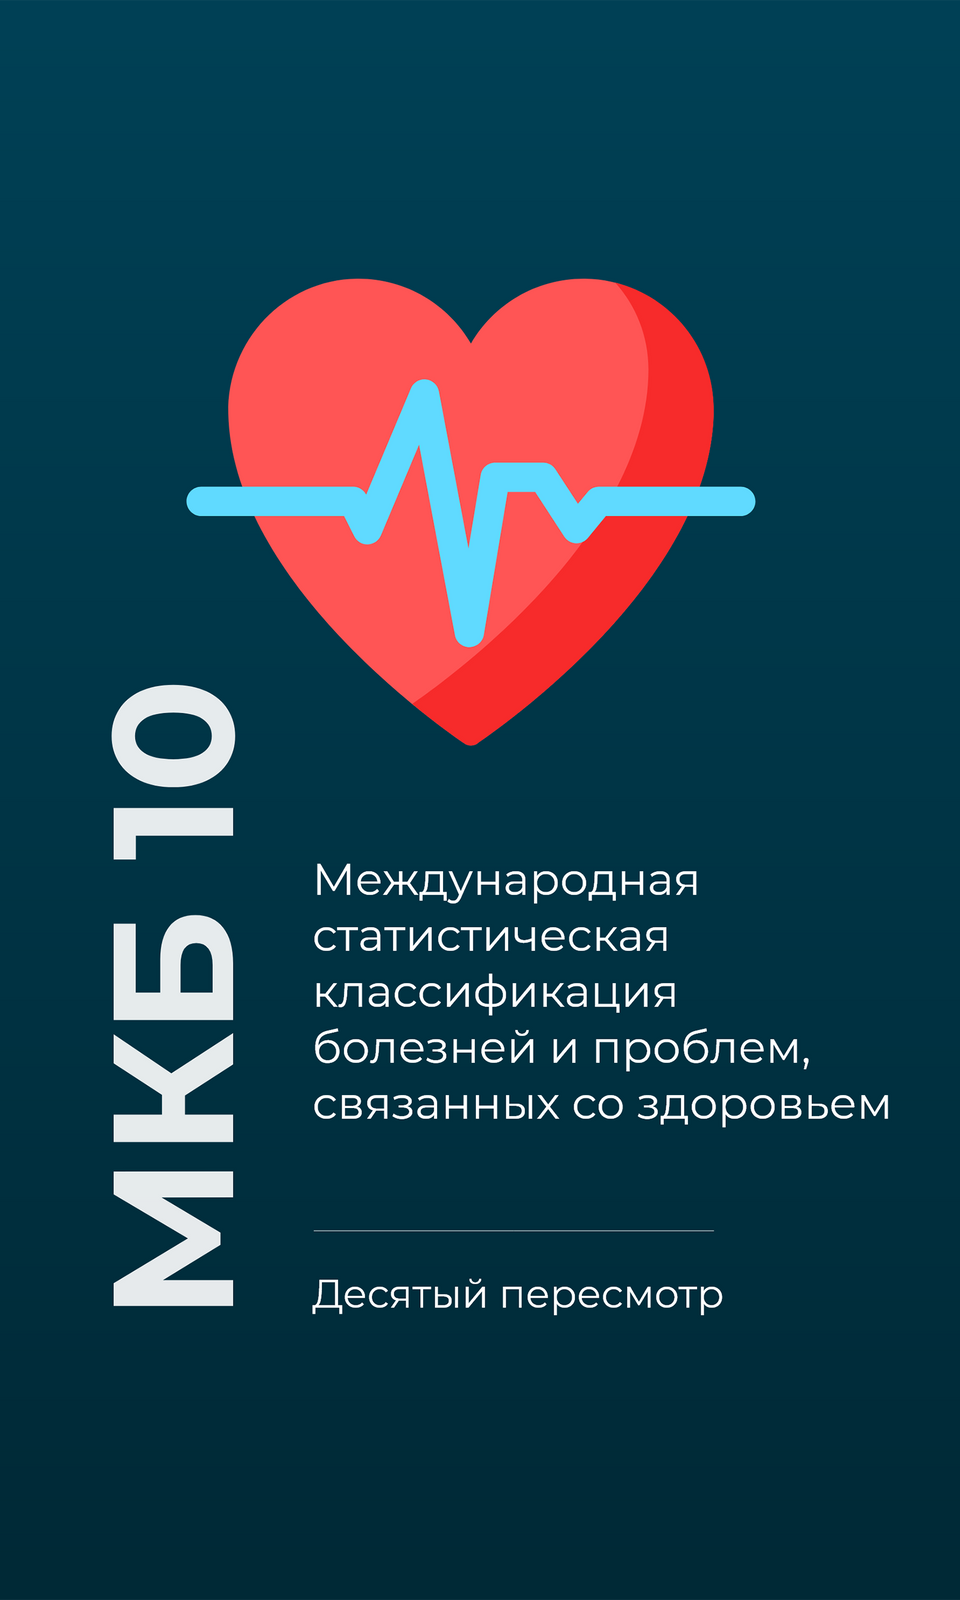 МКБ 10
Международная
статистическая
классификация
болезней и проблем,
связанных со здоровьем
Десятый пересмотр